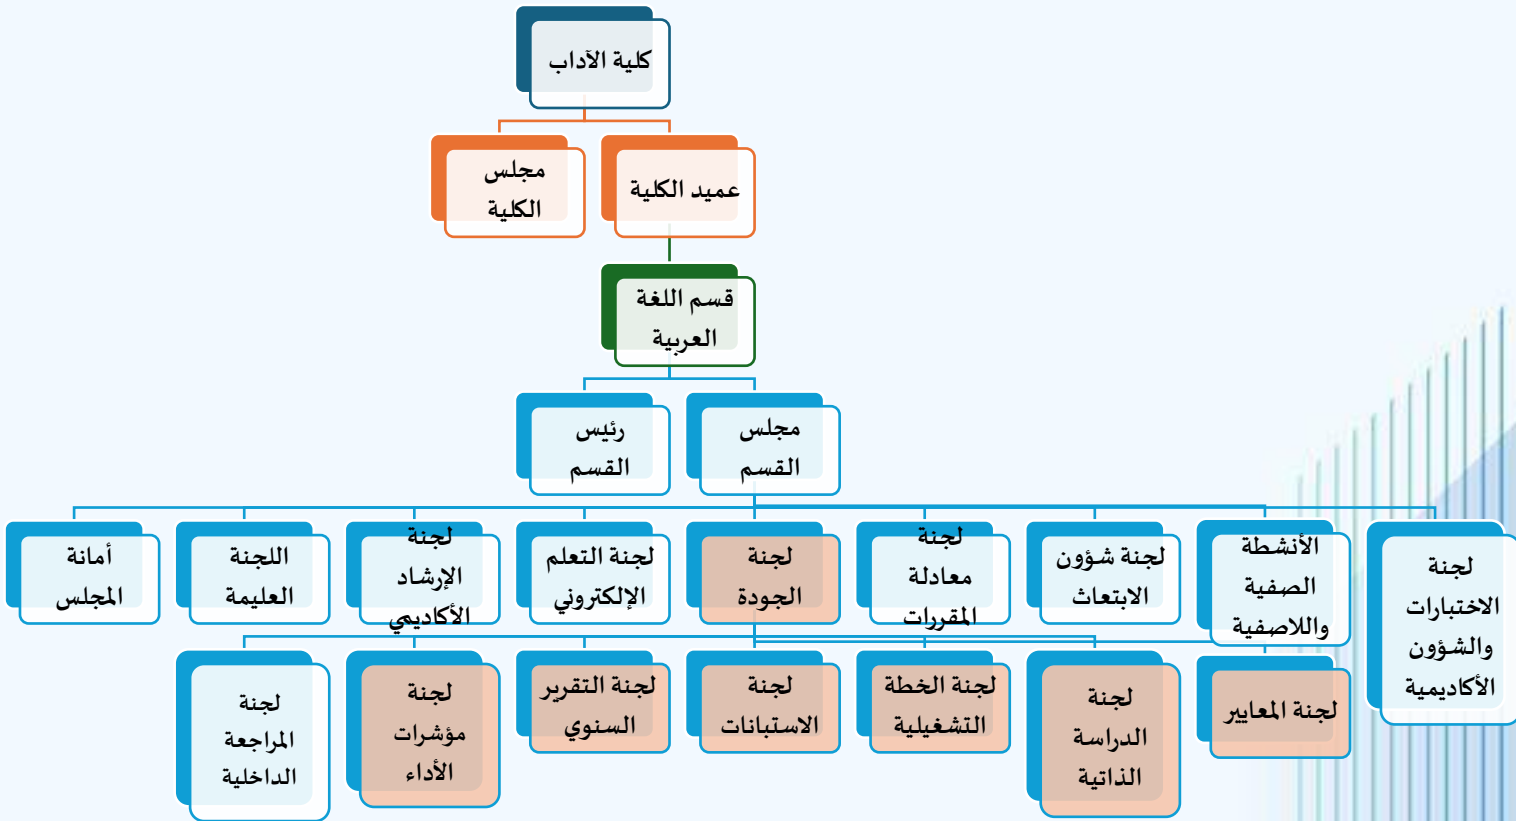 كلية الآداب
عميد الكلية
مجلس
الكلية
قسم اللغة
العربية
مجلس
القسم
رئيس
القسم
لجنة
الاختبارات
والشؤون
الأكاديمية
الأنشطة
الصفية
واللاصفية
لجنة شؤون
الابتعاث
لجنة
معادلة
المقررات
لجنة
الجودة
لجنة التعلم
الإلكتروني
لجنة
الإرشاد
الأكاديمي
اللجنة
العليمة
أمانة
المجلس
لجنة المعايير
لجنة
الدراسة
الذاتية
لجنة الخطة
التشغيلية
لجنة
الاستبانات
لجنة التقرير
السنوي
لجنة
مؤشرات
الأداء
لجنة
المراجعة
الداخلية